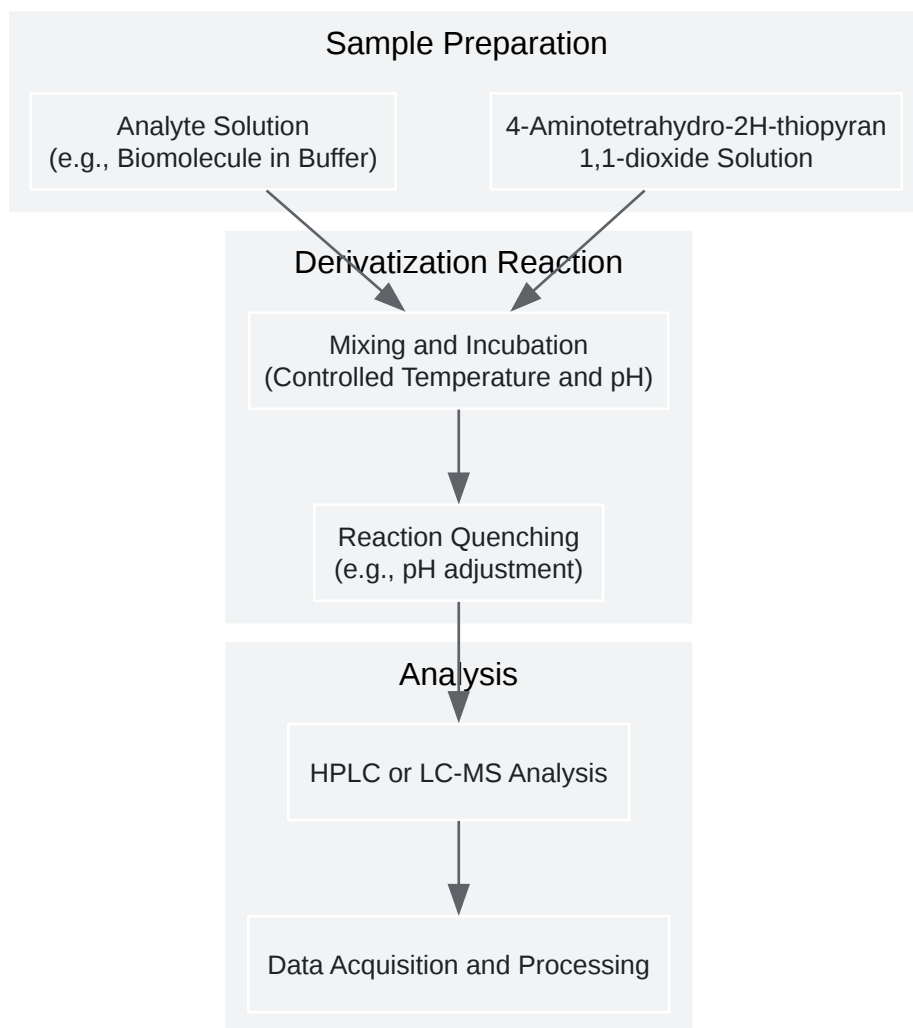 Sample Preparation
Analyte Solution
(e.g., Biomolecule in Buffer)
4-Aminotetrahydro-2H-thiopyran
1,1-dioxide Solution
Derivatization Reaction
Mixing and Incubation
(Controlled Temperature and pH)
Reaction Quenching
(e.g., pH adjustment)
Analysis
HPLC or LC-MS Analysis
Data Acquisition and Processing